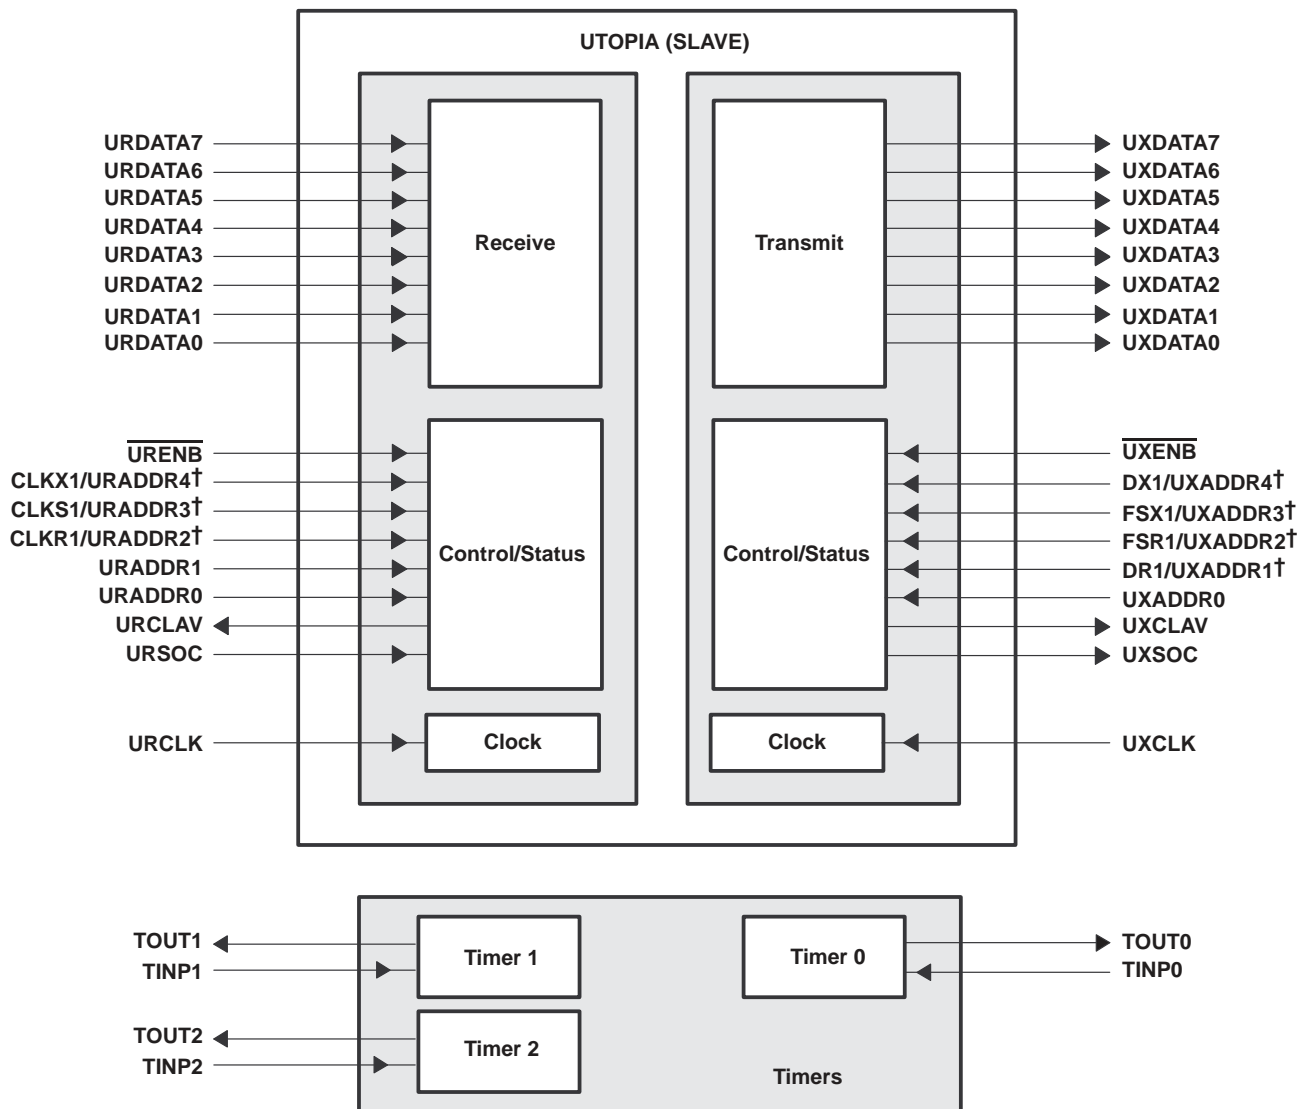 UTOPIA (SLAVE)
URDATA7
URDATA6
URDATA5
URDATA4
URDATA3
URDATA2
URDATA1
URDATA0
Receive
Transmit
UXDATA7
UXDATA6
UXDATA5
UXDATA4
UXDATA3
UXDATA2
UXDATA1
UXDATA0
URENB
CLKX1/URADDR4†
CLKS1/URADDR3†
CLKR1/URADDR2†
URADDR1
URADDR0
URCLAV
URSOC
Control/Status
Control/Status
UXENB
DX1/UXADDR4†
FSX1/UXADDR3†
FSR1/UXADDR2†
DR1/UXADDR1†
UXADDR0
UXCLAV
UXSOC
URCLK
Clock
Clock
UXCLK
TOUT1
TINP1
Timer 1
Timer 0
TOUT0
TINP0
TOUT2
TINP2
Timer 2
Timers